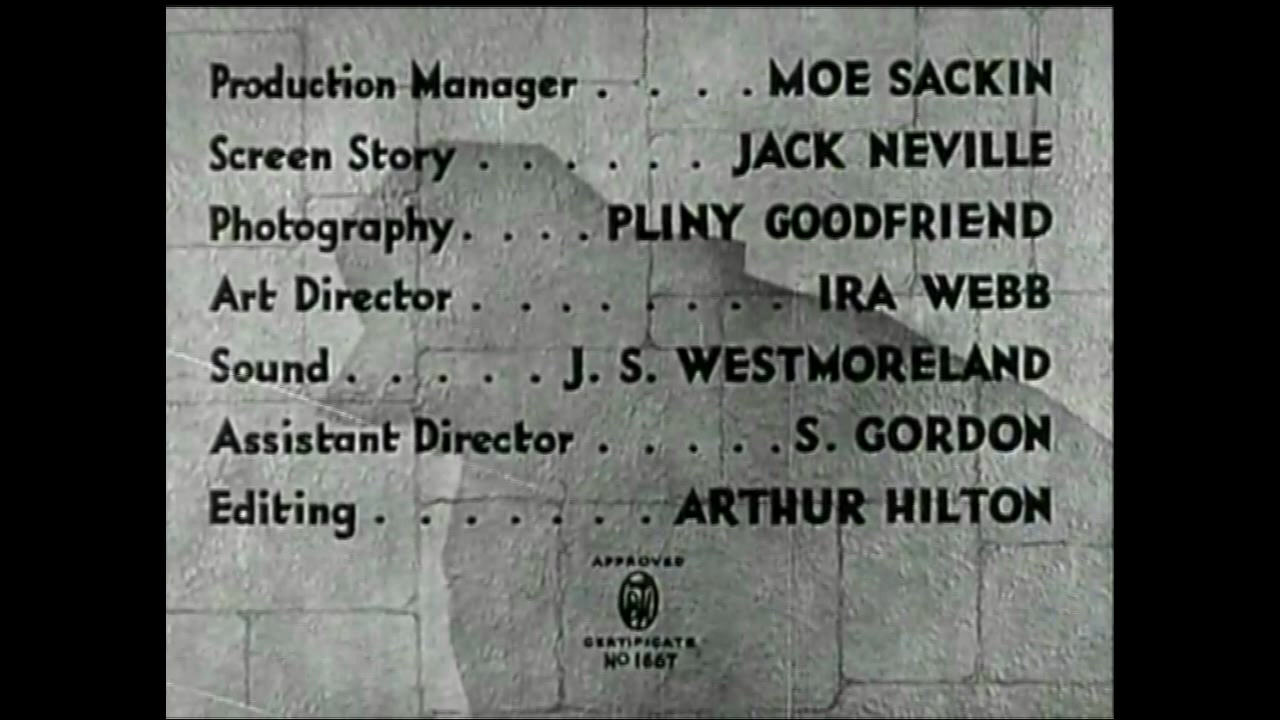 Production Manager . . . . MOE SACKIN
Screen Story . . . . . . JACK NEVILLE
Photography . . . . PLINY GOODFRIEND
Art Director . . . . . . . . IRA WEBB
Sound . . . . . J. S. WESTMORELAND
Assistant Director . . . . . S. GORDON
Editing . . . . . . . ARTHUR HILTON
APPROVED
CERTIFICATE
NO 1667